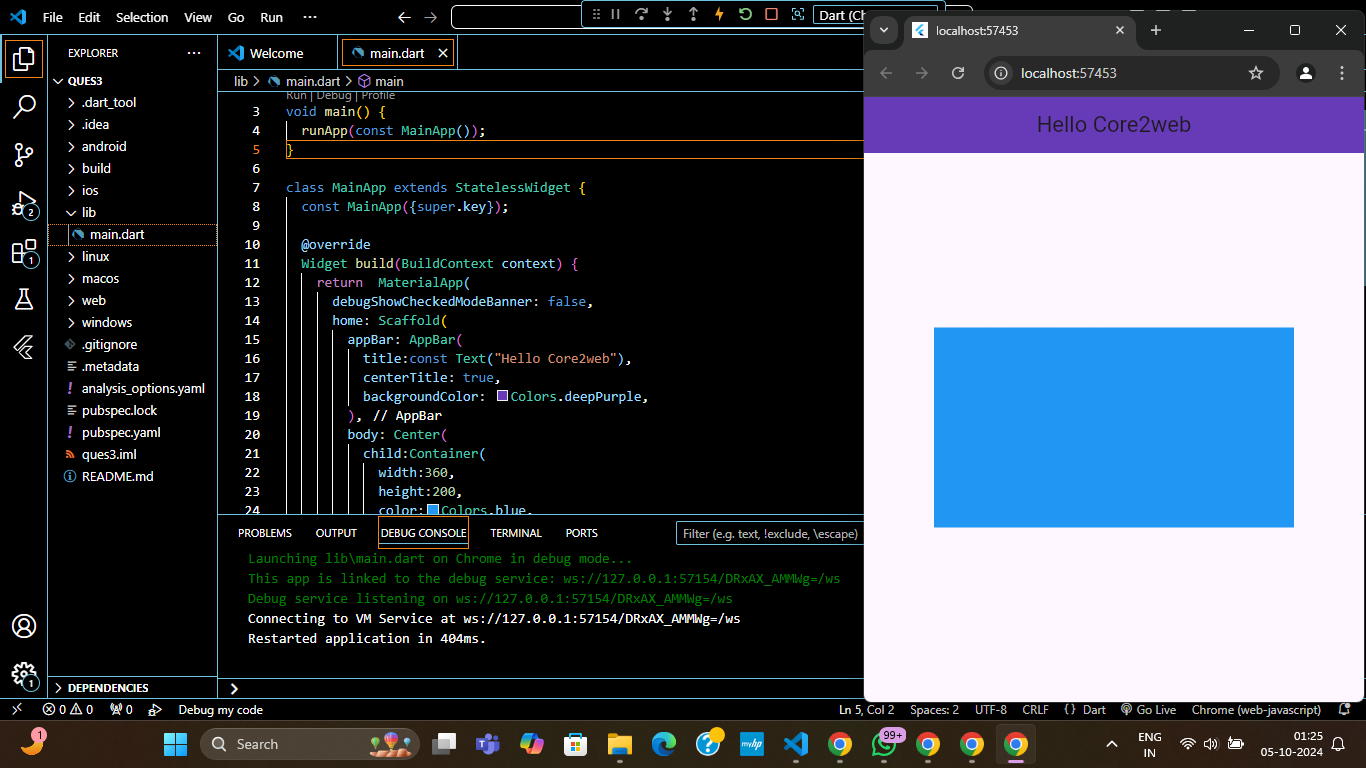 File Edit Selection View Go Run ···
Dart (Ch
EXPLORER ···
QUES3
.dart_tool
.idea
android
build
ios
lib
main.dart
linux
macos
web
windows
.gitignore
.metadata
analysis_options.yaml
pubspec.lock
pubspec.yaml
ques3.iml
README.md
DEPENDENCIES
2
1
1
Welcome
main.dart
lib > main.dart > main
Run | Debug | Profile
3 void main() {
4 runApp(const MainApp());
5 }
6
7 class MainApp extends StatelessWidget {
8 const MainApp({super.key});
9
10 @override
11 Widget build(BuildContext context) {
12 return  MaterialApp(
13 debugShowCheckedModeBanner: false,
14 home: Scaffold(
15 appBar: AppBar(
16 title:const Text("Hello Core2web"),
17 centerTitle: true,
18 backgroundColor: Colors.deepPurple,
19 ), // AppBar
20 body: Center(
21 child:Container(
22 width:360,
23 height:200,
24 color:Colors.blue,
PROBLEMS OUTPUT DEBUG CONSOLE TERMINAL PORTS Filter (e.g. text, !exclude, \escape)
Launching lib\main.dart on Chrome in debug mode...
This app is linked to the debug service: ws://127.0.0.1:57154/DRxAX_AMMWg=/ws
Debug service listening on ws://127.0.0.1:57154/DRxAX_AMMWg=/ws
Connecting to VM Service at ws://127.0.0.1:57154/DRxAX_AMMWg=/ws
Restarted application in 404ms.
localhost:57453
localhost:57453
Hello Core2web
0 0 0 Debug my code Ln 5, Col 2 Spaces: 2 UTF-8 CRLF {} Dart Go Live Chrome (web-javascript)
1
Search
myhp
99+
ENG
IN
01:25
05-10-2024